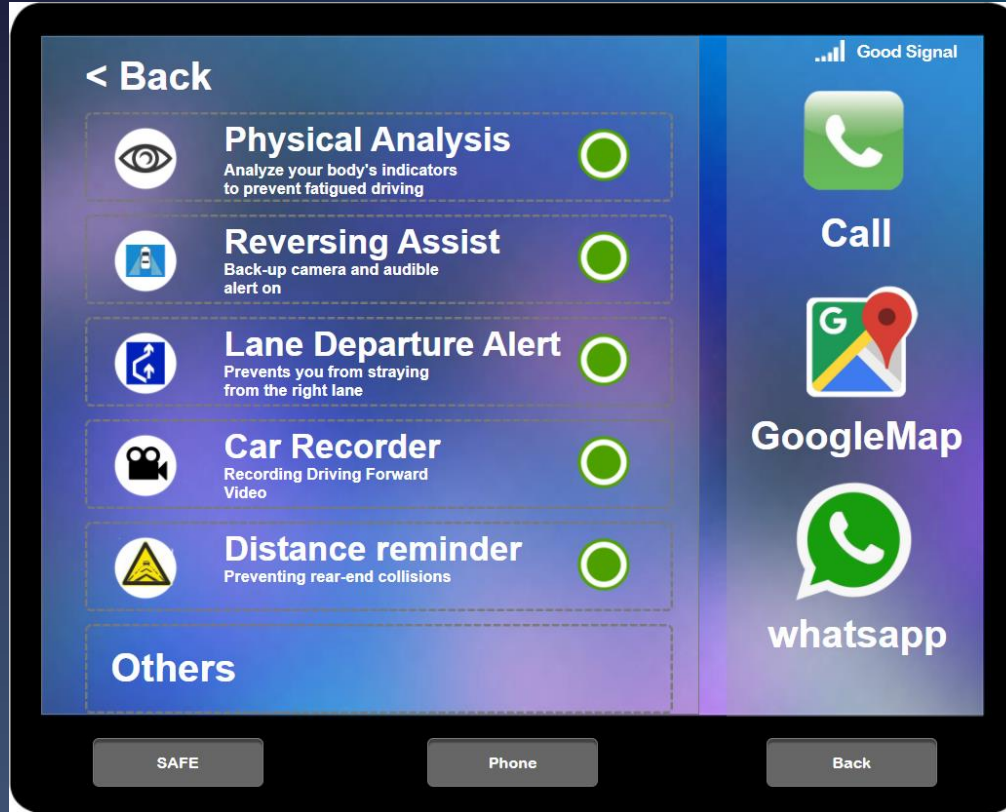 < Back
Physical Analysis
Analyze your body's indicators
to prevent fatigued driving
Reversing Assist
Back-up camera and audible
alert on
Lane Departure Alert
Prevents you from straying
from the right lane
Car Recorder
Recording Driving Forward
Video
Distance reminder
Preventing rear-end collisions
Others
Good Signal
Call
G
GoogleMap
whatsapp
SAFE
Phone
Back